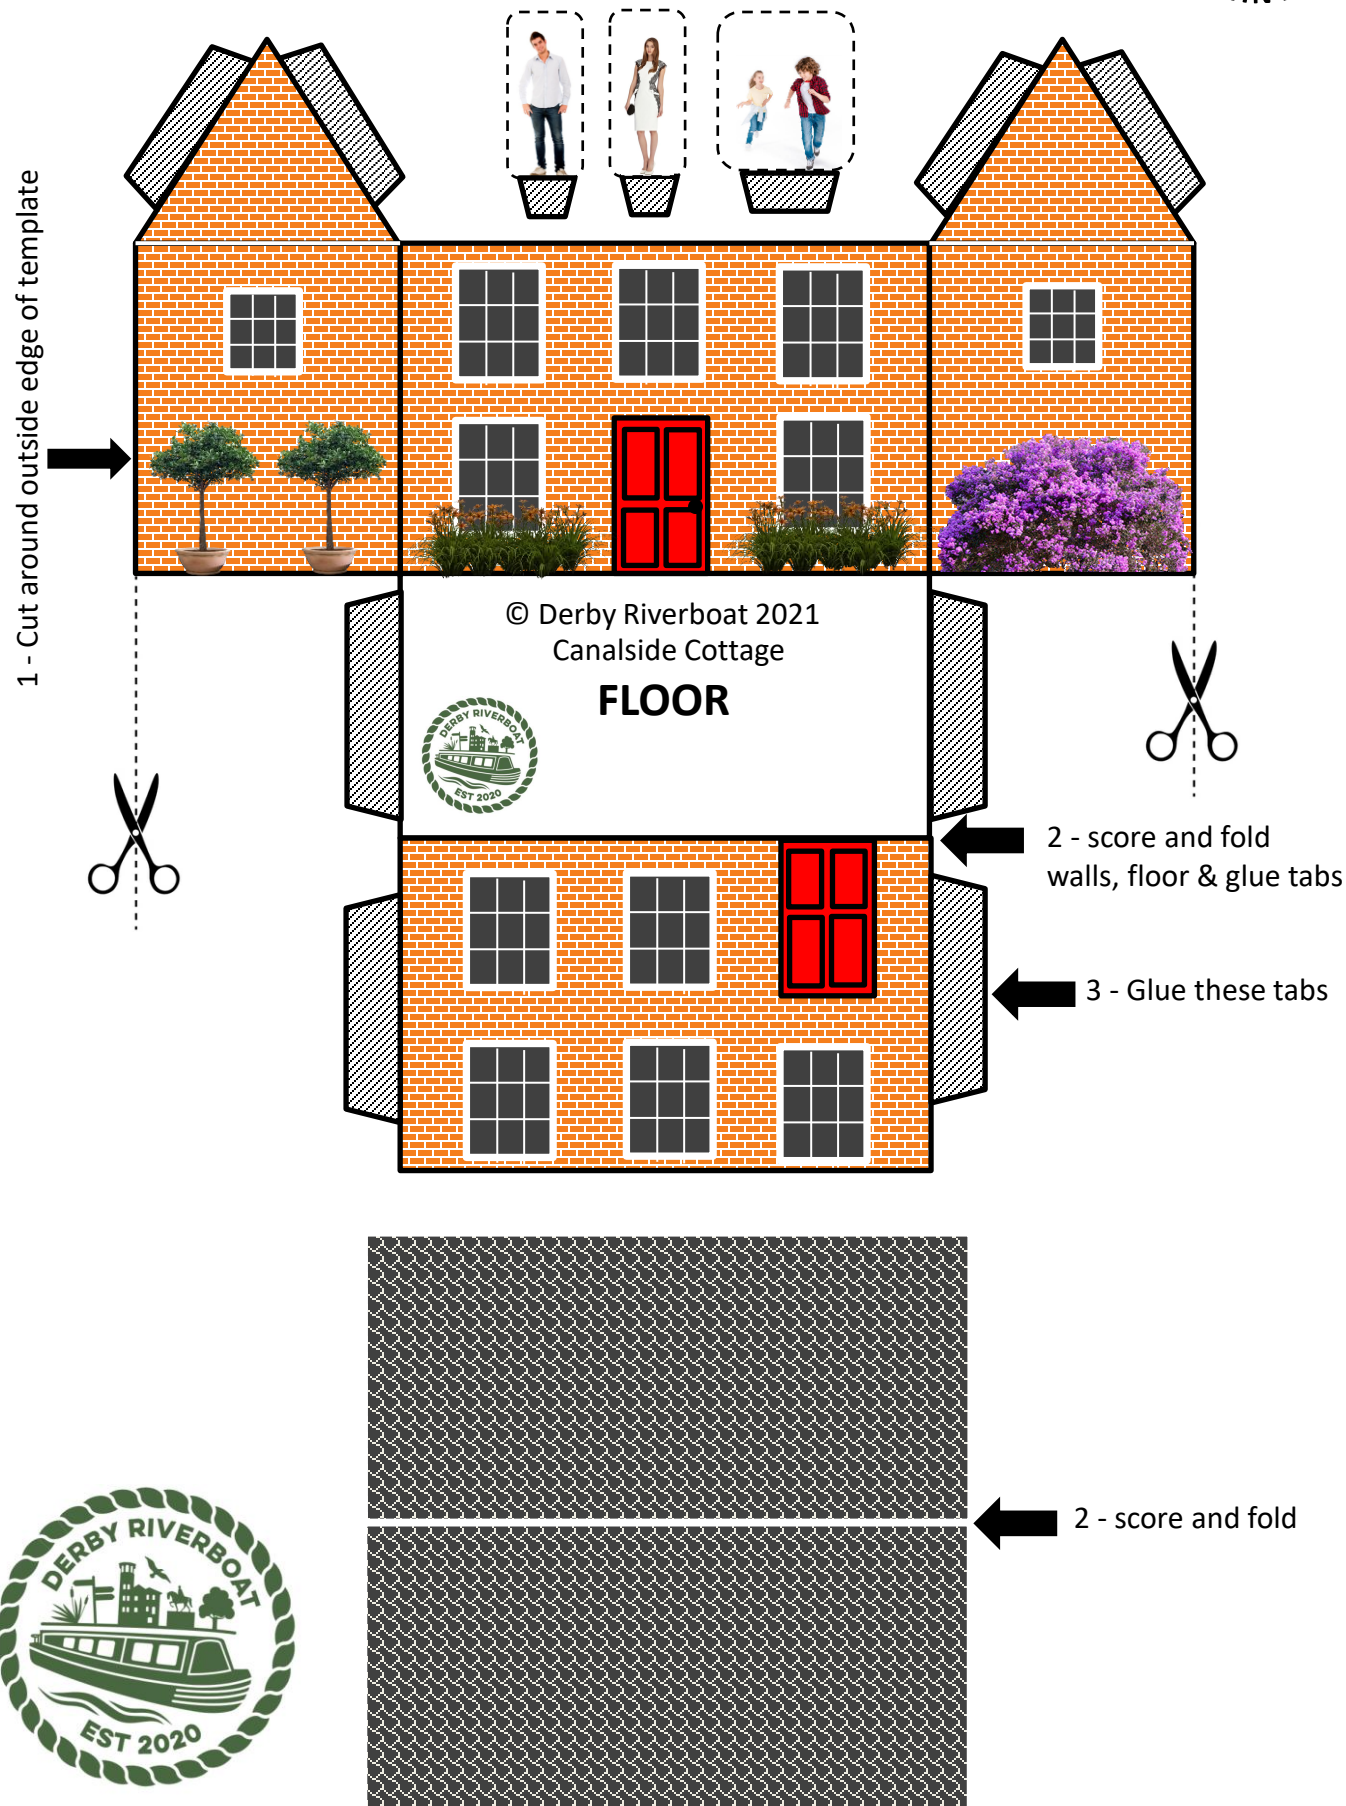 1 - Cut around outside edge of template
© Derby Riverboat 2021
Canalside Cottage
FLOOR
DERBY RIVERBOAT
EST 2020
2 - score and fold
walls, floor & glue tabs
3 - Glue these tabs
2 - score and fold
DERBY RIVERBOAT
EST 2020